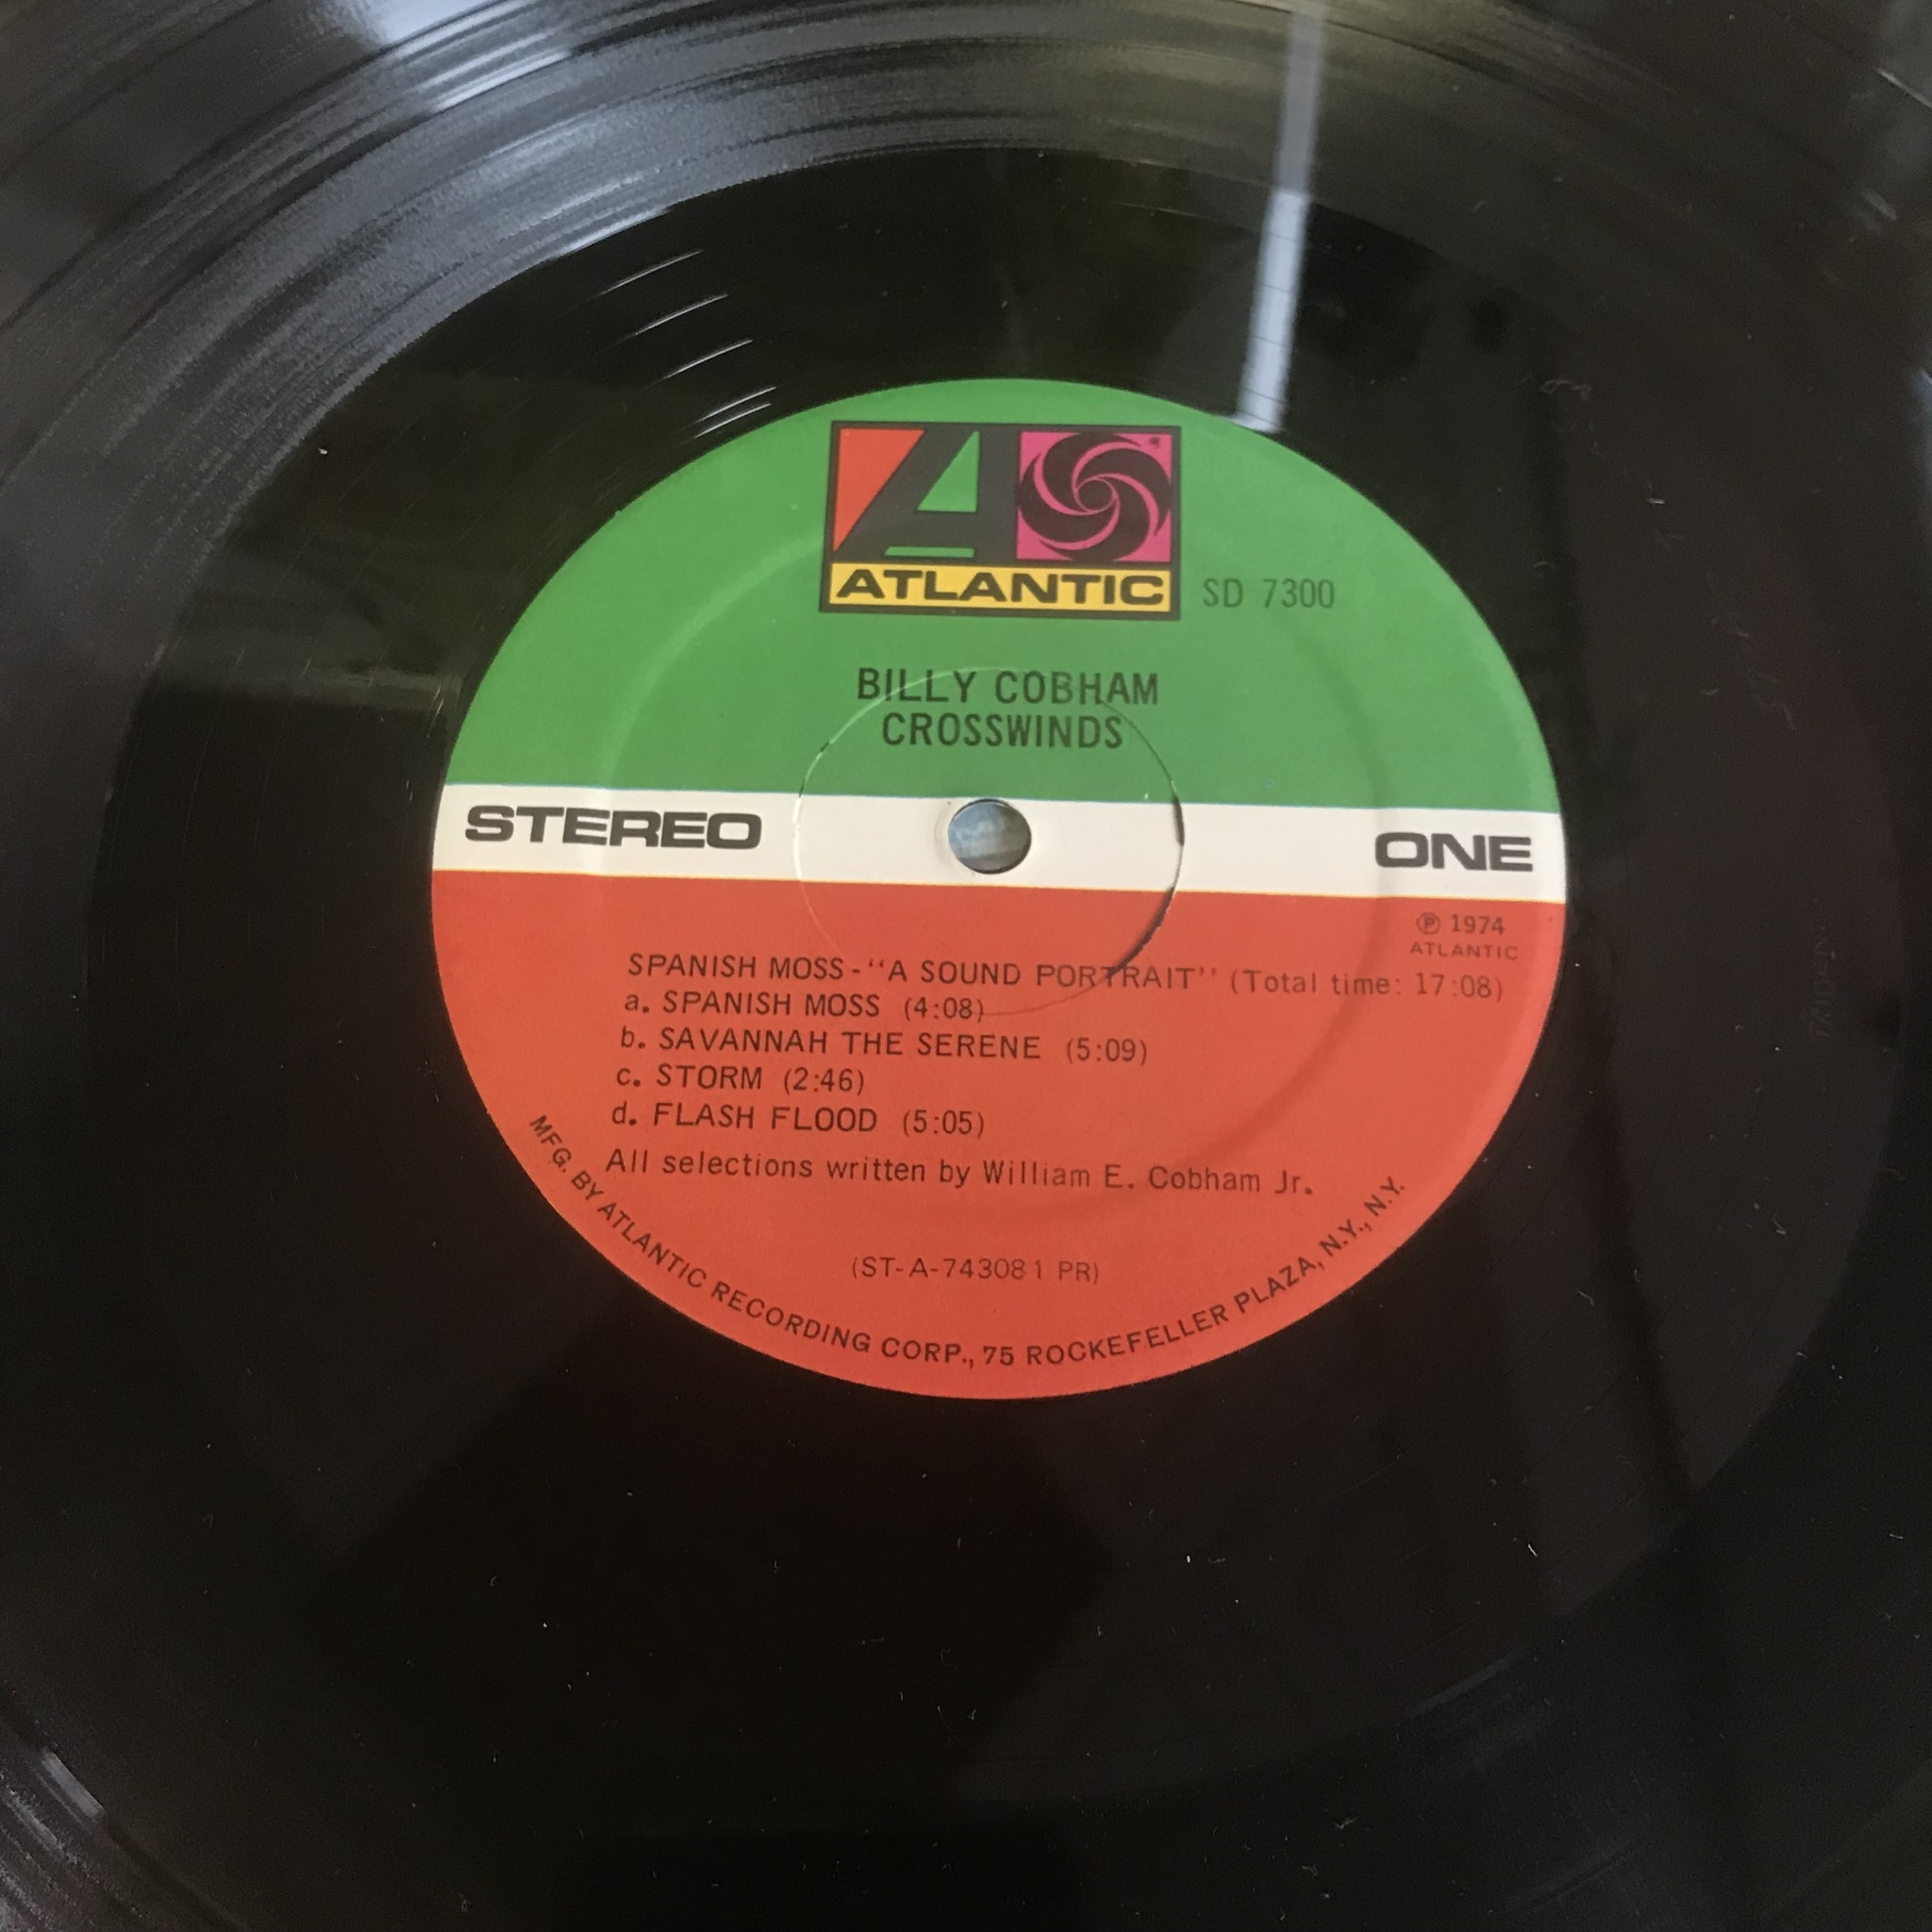 ATLANTIC
SD 7300
BILLY COBHAM
CROSSWINDS
STEREO
ONE
℗ 1974
ATLANTIC
SPANISH MOSS - "A SOUND PORTRAIT" (Total time: 17:08)
a. SPANISH MOSS (4:08)
b. SAVANNAH THE SERENE (5:09)
c. STORM (2:46)
d. FLASH FLOOD (5:05)
All selections written by William E. Cobham Jr.
(ST-A-743081 PR)
MFG. BY ATLANTIC RECORDING CORP., 75 ROCKEFELLER PLAZA, N.Y., N.Y.